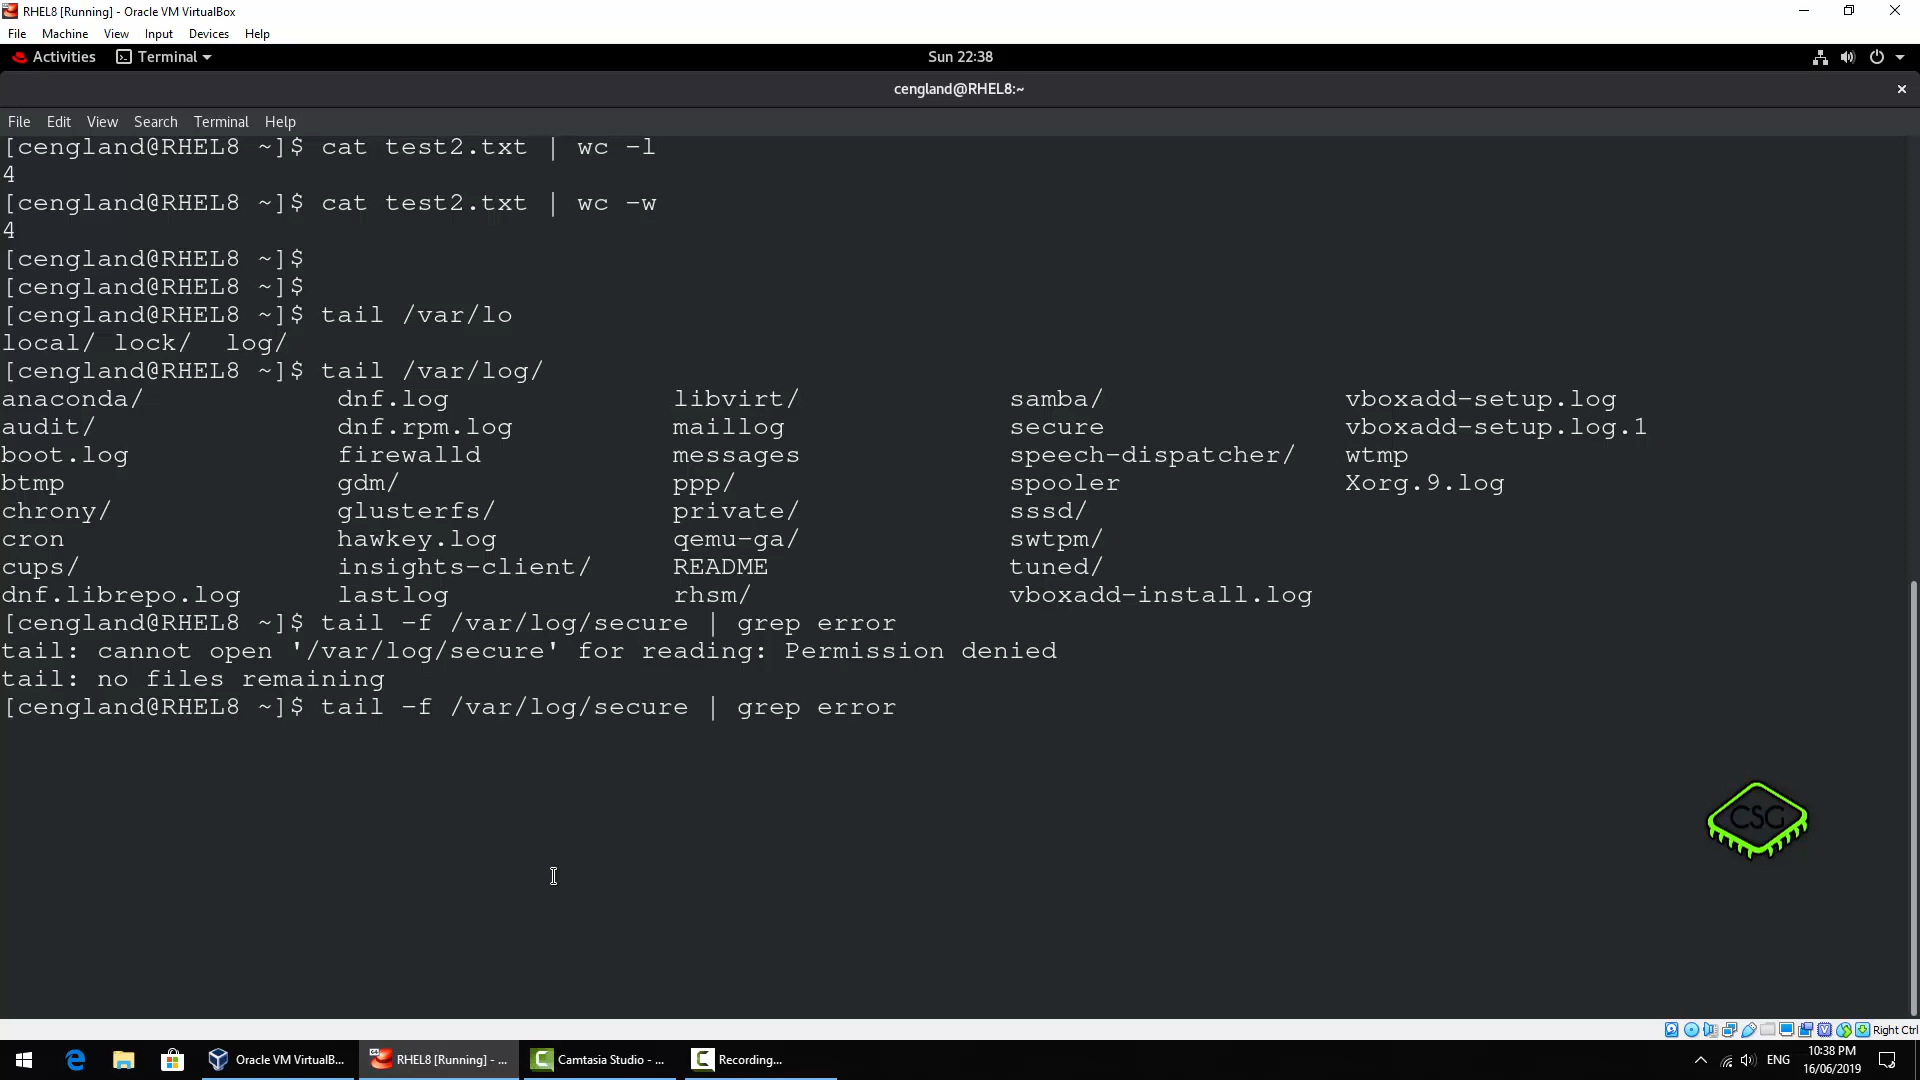 RHEL8 [Running] - Oracle VM VirtualBox
File Machine View Input Devices Help
Activities Terminal Sun 22:38
cengland@RHEL8:~
File Edit View Search Terminal Help
[cengland@RHEL8 ~]$ cat test2.txt | wc -l
4
[cengland@RHEL8 ~]$ cat test2.txt | wc -w
4
[cengland@RHEL8 ~]$
[cengland@RHEL8 ~]$
[cengland@RHEL8 ~]$ tail /var/lo
local/ lock/ log/
[cengland@RHEL8 ~]$ tail /var/log/
anaconda/ dnf.log libvirt/ samba/ vboxadd-setup.log
audit/ dnf.rpm.log maillog secure vboxadd-setup.log.1
boot.log firewalld messages speech-dispatcher/ wtmp
btmp gdm/ ppp/ spooler Xorg.9.log
chrony/ glusterfs/ private/ sssd/
cron hawkey.log qemu-ga/ swtpm/
cups/ insights-client/ README tuned/
dnf.librepo.log lastlog rhsm/ vboxadd-install.log
[cengland@RHEL8 ~]$ tail -f /var/log/secure | grep error
tail: cannot open '/var/log/secure' for reading: Permission denied
tail: no files remaining
[cengland@RHEL8 ~]$ tail -f /var/log/secure | grep error
CSG
Right Ctrl
Oracle VM VirtualB... RHEL8 [Running] - ... Camtasia Studio - ... Recording... ENG 10:38 PM
16/06/2019